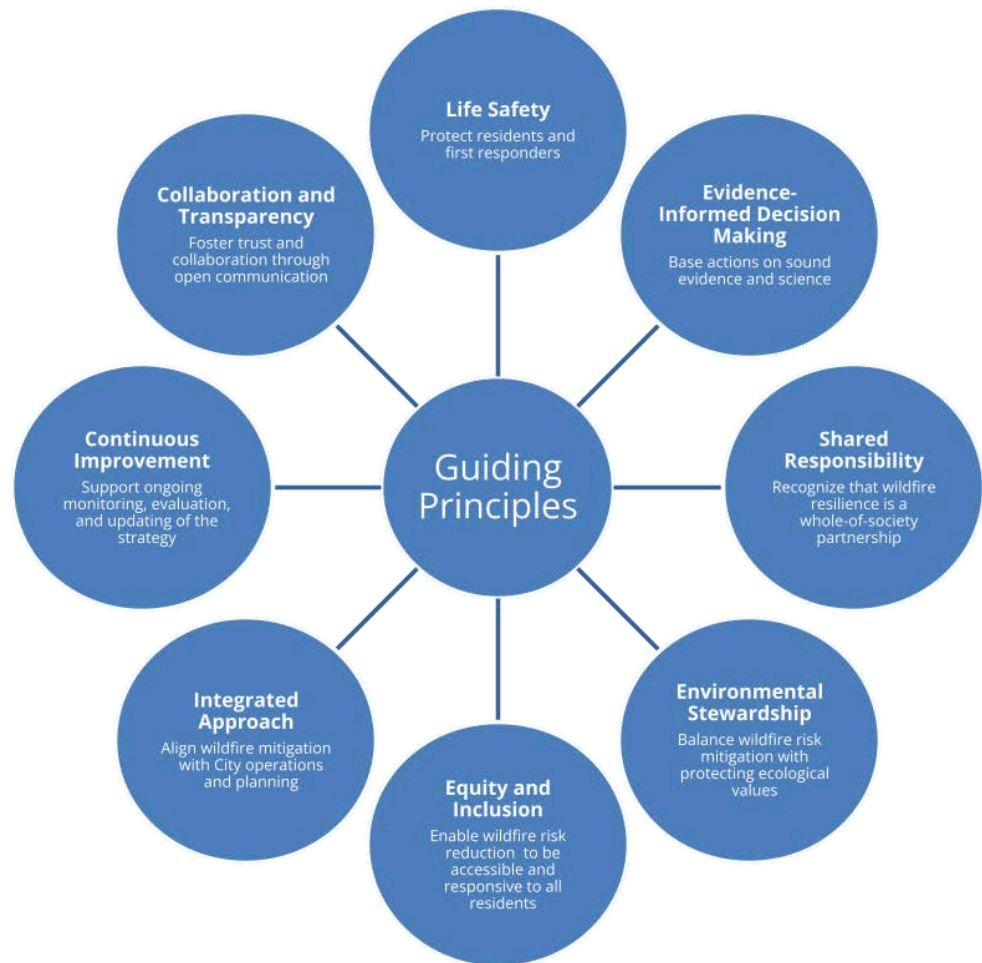 Life Safety
Protect residents and
first responders
Evidence-
Informed Decision
Making
Base actions on sound
evidence and science
Shared
Responsibility
Recognize that wildfire
resilience is a
whole-of-society
partnership
Environmental
Stewardship
Balance wildfire risk
mitigation with
protecting ecological
values
Equity and
Inclusion
Enable wildfire risk
reduction to be
accessible and
responsive to all
residents
Integrated
Approach
Align wildfire mitigation
with City operations
and planning
Continuous
Improvement
Support ongoing
monitoring, evaluation,
and updating of the
strategy
Collaboration and
Transparency
Foster trust and
collaboration through
open communication
Guiding
Principles